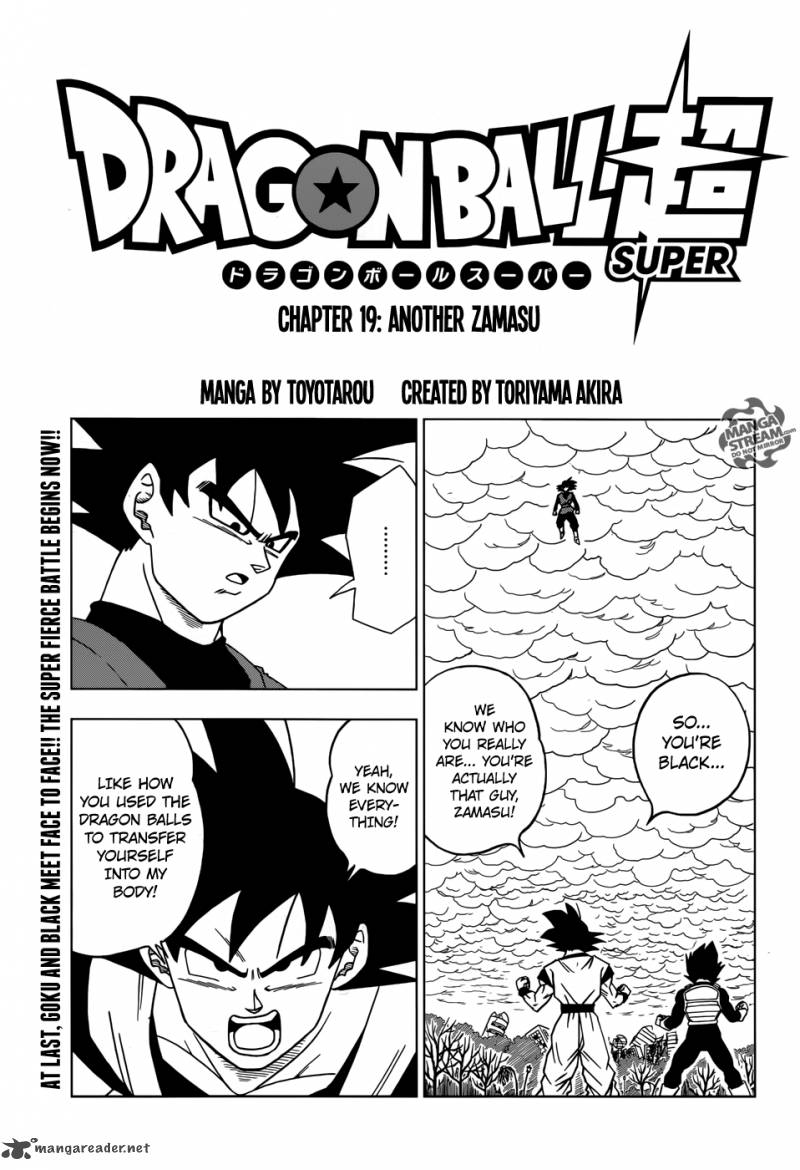 DRAGON BALL超
SUPER
ドラゴンボールスーパー
CHAPTER 19: ANOTHER ZAMASU
MANGA BY TOYOTAROU CREATED BY TORIYAMA AKIRA
MANGA
STREAM.com
DO NOT MIRROR
AT LAST, GOKU AND BLACK MEET FACE TO FACE!! THE SUPER FIERCE BATTLE BEGINS NOW!!
SO...
YOU'RE
BLACK...
WE
KNOW WHO
YOU REALLY
ARE... YOU'RE
ACTUALLY
THAT GUY,
ZAMASU!
.........
YEAH,
WE KNOW
EVERY-
THING!
LIKE HOW
YOU USED THE
DRAGON BALLS
TO TRANSFER
YOURSELF
INTO MY
BODY!
mangareader.net